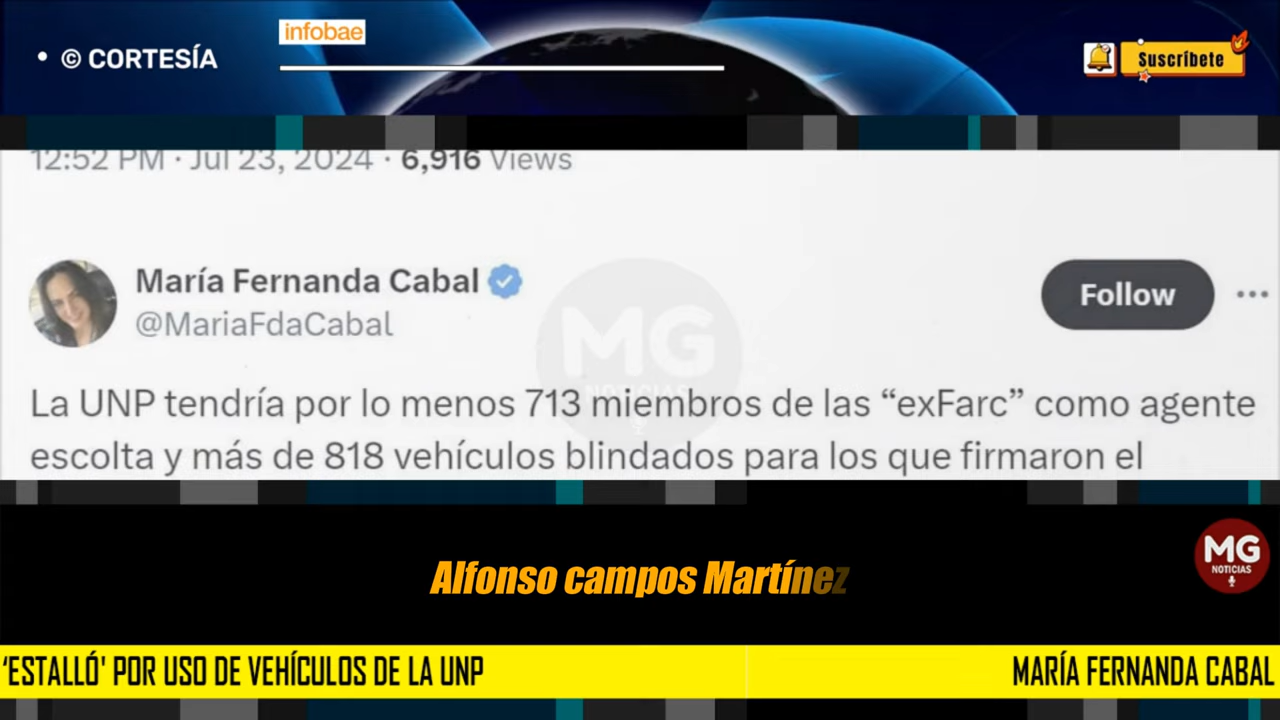 infobae
• © CORTESÍA
Suscríbete
12:52 PM · Jul 23, 2024 · 6,916 Views
María Fernanda Cabal
@MariaFdaCabal
Follow
MG
NOTICIAS
La UNP tendría por lo menos 713 miembros de las “exFarc” como agente
escolta y más de 818 vehículos blindados para los que firmaron el
Alfonso campos Martínez
MG
NOTICIAS
‘ESTALLÓ' POR USO DE VEHÍCULOS DE LA UNP
MARÍA FERNANDA CABAL